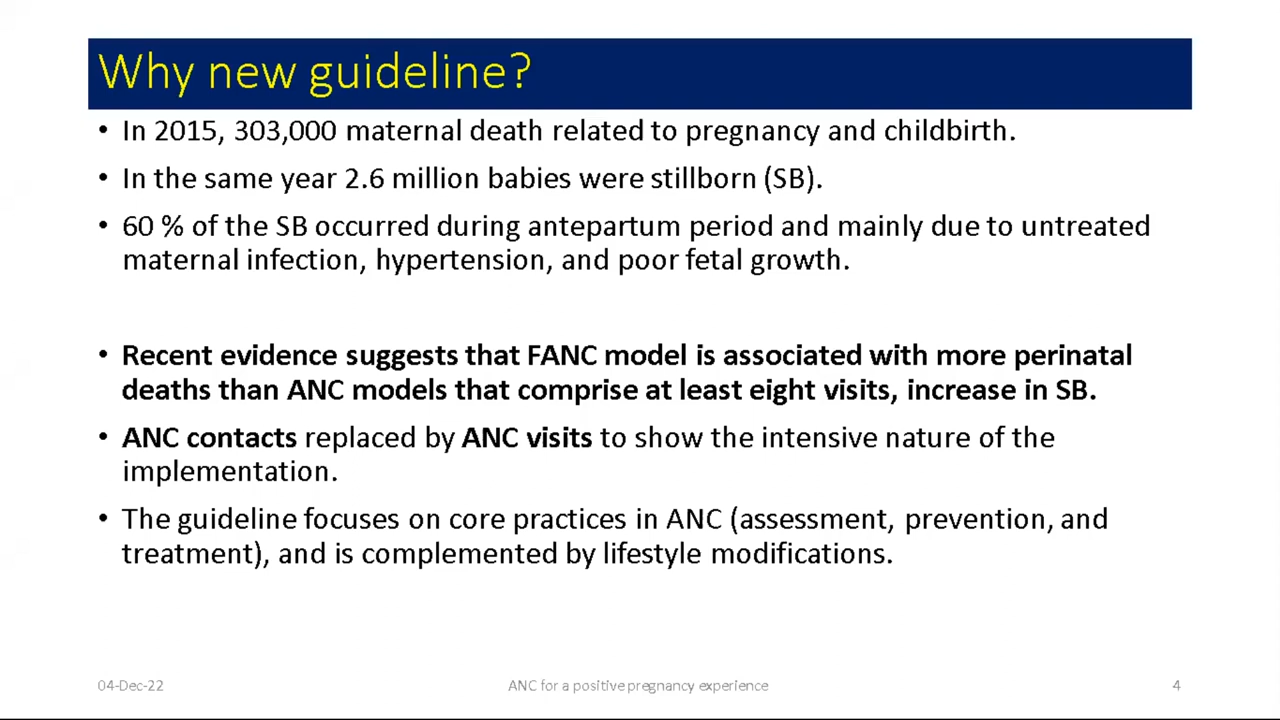 Why new guideline?
• In 2015, 303,000 maternal death related to pregnancy and childbirth.
• In the same year 2.6 million babies were stillborn (SB).
• 60 % of the SB occurred during antepartum period and mainly due to untreated
maternal infection, hypertension, and poor fetal growth.
• Recent evidence suggests that FANC model is associated with more perinatal
deaths than ANC models that comprise at least eight visits, increase in SB.
• ANC contacts replaced by ANC visits to show the intensive nature of the
implementation.
• The guideline focuses on core practices in ANC (assessment, prevention, and
treatment), and is complemented by lifestyle modifications.
04-Dec-22
ANC for a positive pregnancy experience
4